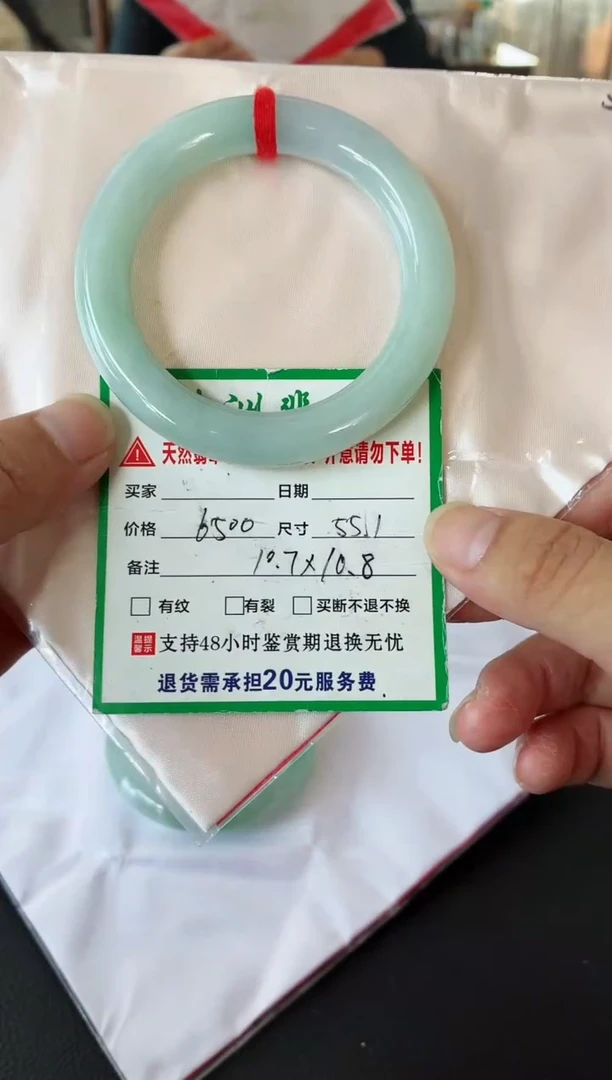 天然翡 介意请勿下单!
买家 日期
价格 6500 尺寸 55.1
备注 10.7×10.8
有纹 有裂 买断不退不换
温馨提示 支持48小时鉴赏期退换无忧
退货需承担20元服务费